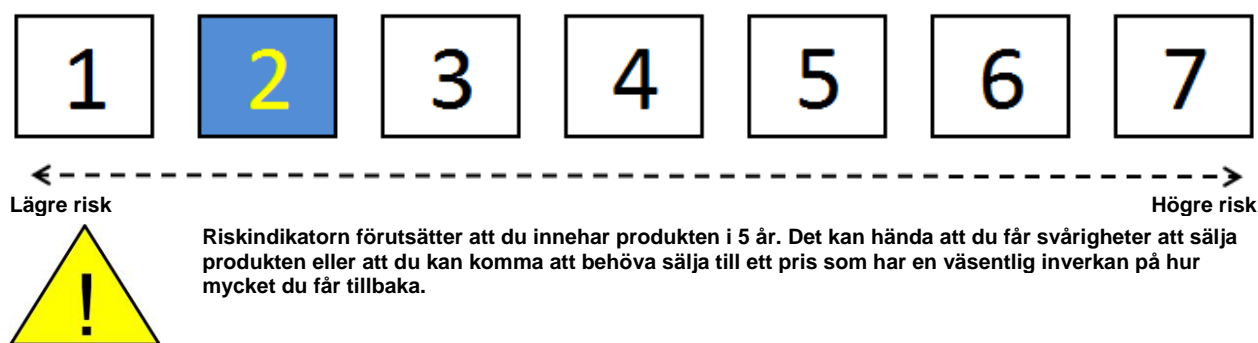 1 2 3 4 5 6 7
Lägre risk Högre risk
Riskindikatorn förutsätter att du innehar produkten i 5 år. Det kan hända att du får svårigheter att sälja
produkten eller att du kan komma att behöva sälja till ett pris som har en väsentlig inverkan på hur
mycket du får tillbaka.
!